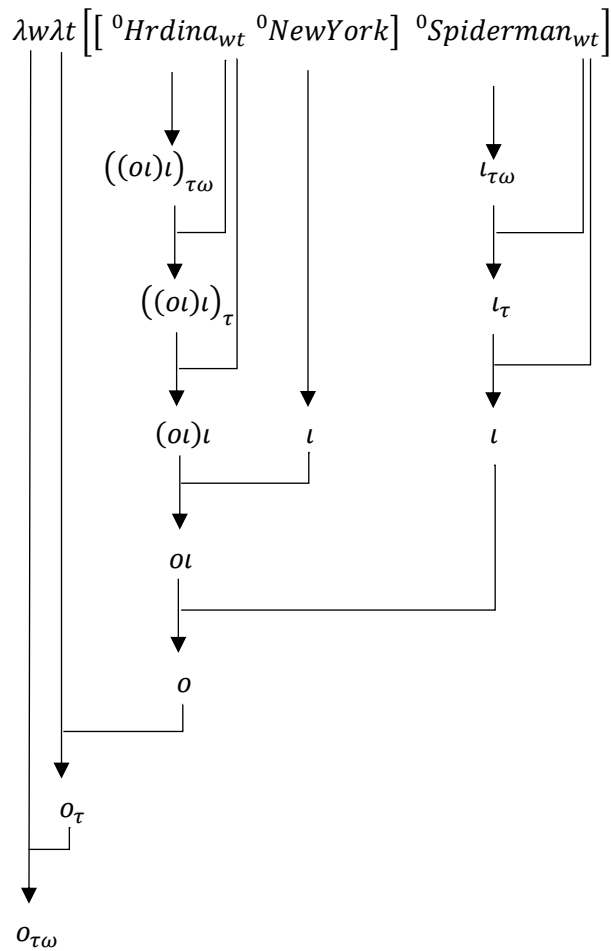 λwλt [[ ⁰Hrdina_wt ⁰NewYork] ⁰Spiderman_wt]
((οι)ι)_τω ι_τω
((οι)ι)_τ ι_τ
(οι)ι ι ι
οι
ο
ο_τ
ο_τω